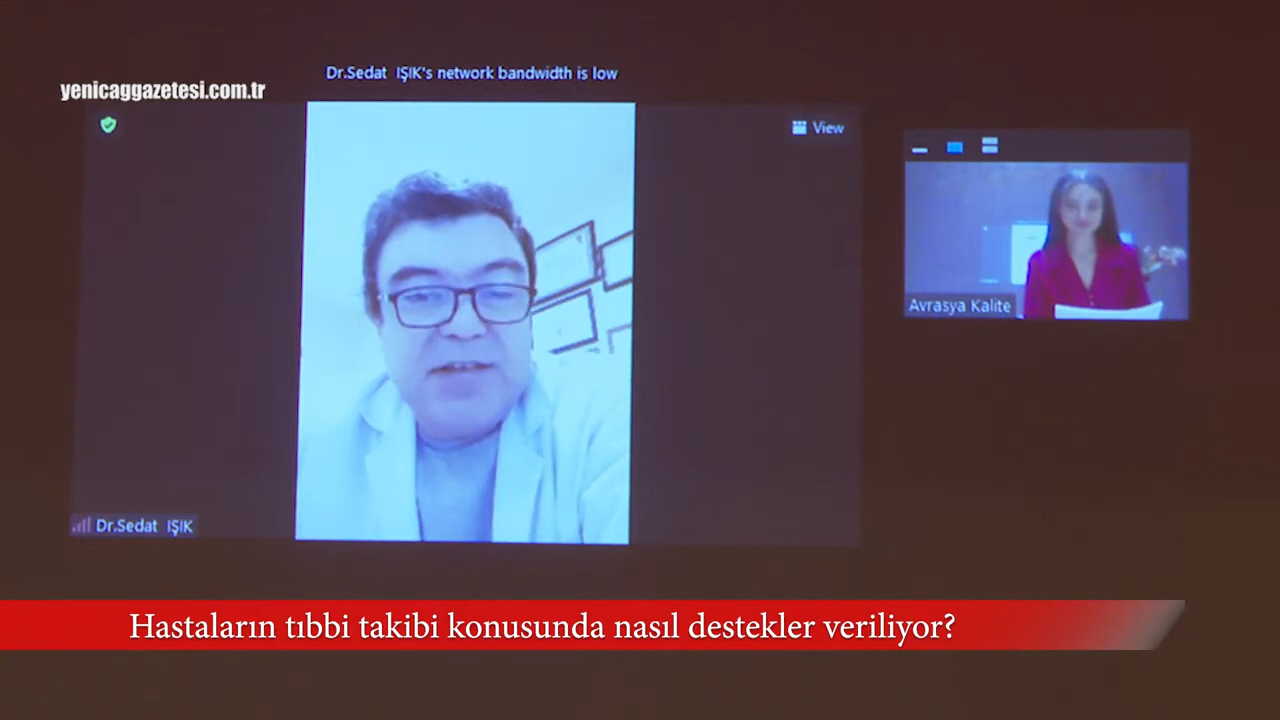 Dr.Sedat IŞIK's network bandwidth is low
yenicaggazetesi.com.tr
View
Avrasya Kalite
Dr.Sedat IŞIK
Hastaların tıbbi takibi konusunda nasıl destekler veriliyor?